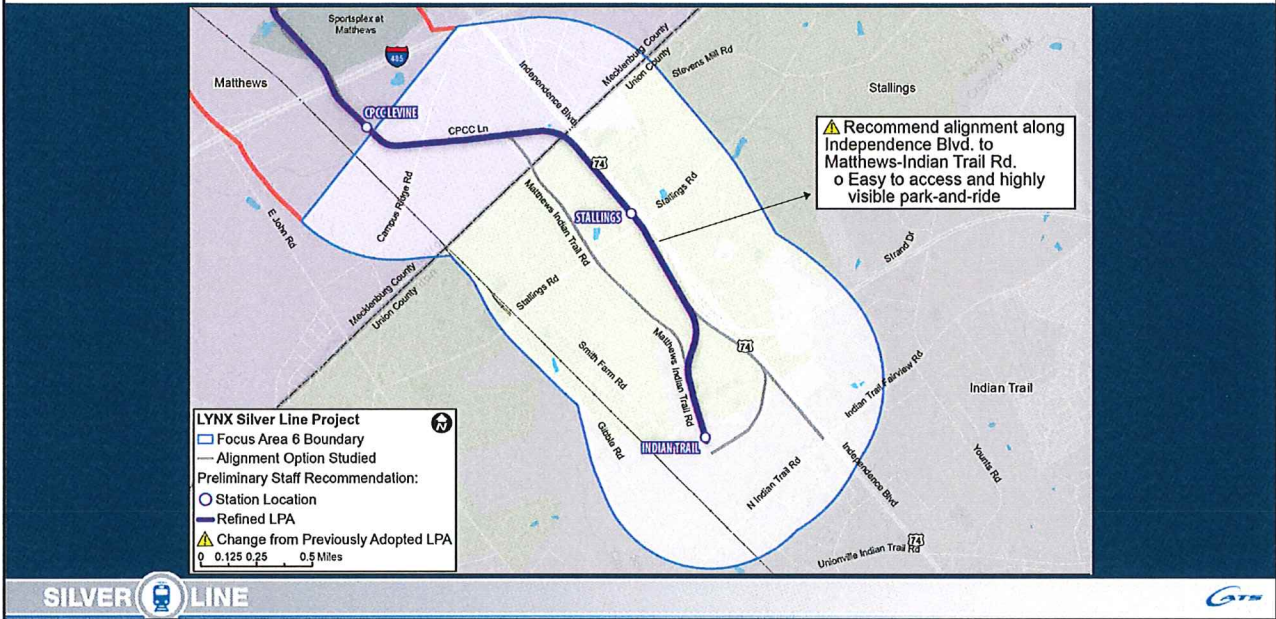 Sportsplex at
Matthews
485
Matthews
CPCC LEVINE
CPCC Ln
Independence Blvd
Mecklenburg County
Union County
Stevens Mill Rd
Stallings
⚠ Recommend alignment along
Independence Blvd. to
Matthews-Indian Trail Rd.
o Easy to access and highly
visible park-and-ride
74
Stallings Rd
STALLINGS
Campus Ridge Rd
E John Rd
Matthews Indian Trail Rd
Mecklenburg County
Union County
Stallings Rd
Strand Dr
Smith Farm Rd
Matthews Indian Trail Rd
74
Indian Trail Fairview Rd
Indian Trail
Gibble Rd
INDIAN TRAIL
N Indian Trail Rd
Independence Blvd
Younts Rd
Unionville Indian Trail Rd
74
LYNX Silver Line Project
N
Focus Area 6 Boundary
Alignment Option Studied
Preliminary Staff Recommendation:
Station Location
Refined LPA
⚠ Change from Previously Adopted LPA
0 0.125 0.25 0.5 Miles
SILVER LINE
CATS